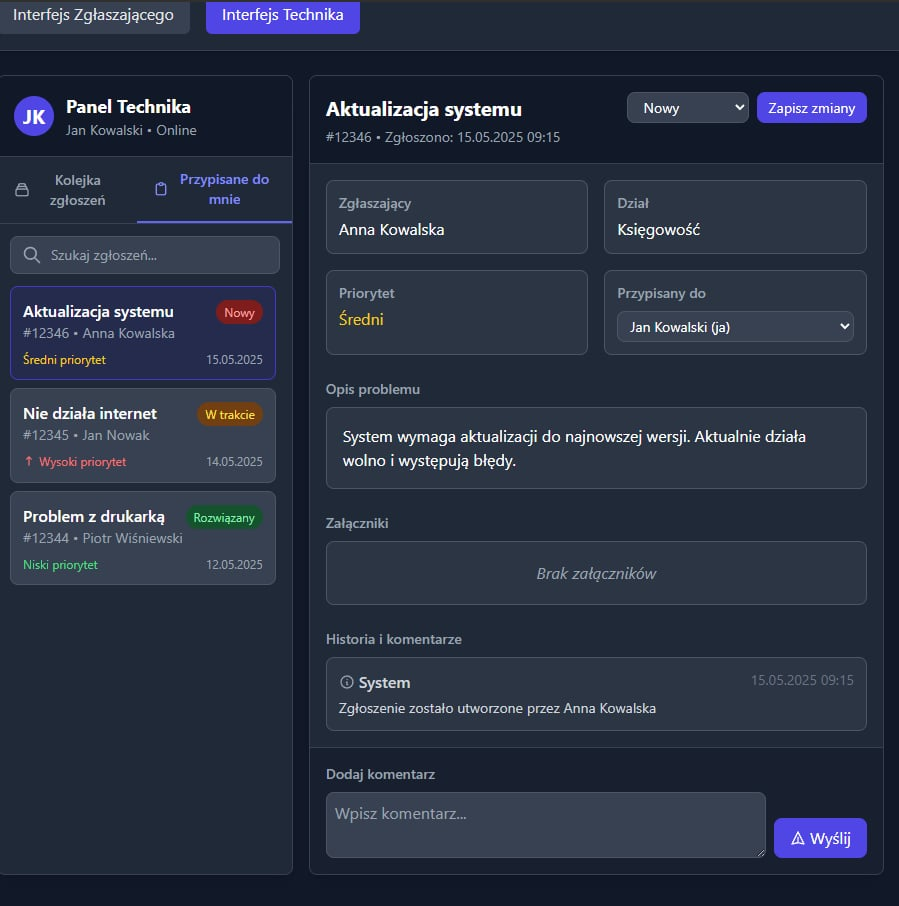 Interfejs Zgłaszającego
Interfejs Technika
JK
Panel Technika
Jan Kowalski • Online
Kolejka
zgłoszeń
Przypisane do
mnie
Szukaj zgłoszeń...
Aktualizacja systemu
Nowy
#12346 • Anna Kowalska
Średni priorytet
15.05.2025
Nie działa internet
W trakcie
#12345 • Jan Nowak
↑ Wysoki priorytet
14.05.2025
Problem z drukarką
Rozwiązany
#12344 • Piotr Wiśniewski
Niski priorytet
12.05.2025
Aktualizacja systemu
#12346 • Zgłoszono: 15.05.2025 09:15
Nowy
Zapisz zmiany
Zgłaszający
Anna Kowalska
Dział
Księgowość
Priorytet
Średni
Przypisany do
Jan Kowalski (ja)
Opis problemu
System wymaga aktualizacji do najnowszej wersji. Aktualnie działa
wolno i występują błędy.
Załączniki
Brak załączników
Historia i komentarze
System
15.05.2025 09:15
Zgłoszenie zostało utworzone przez Anna Kowalska
Dodaj komentarz
Wpisz komentarz...
Wyślij